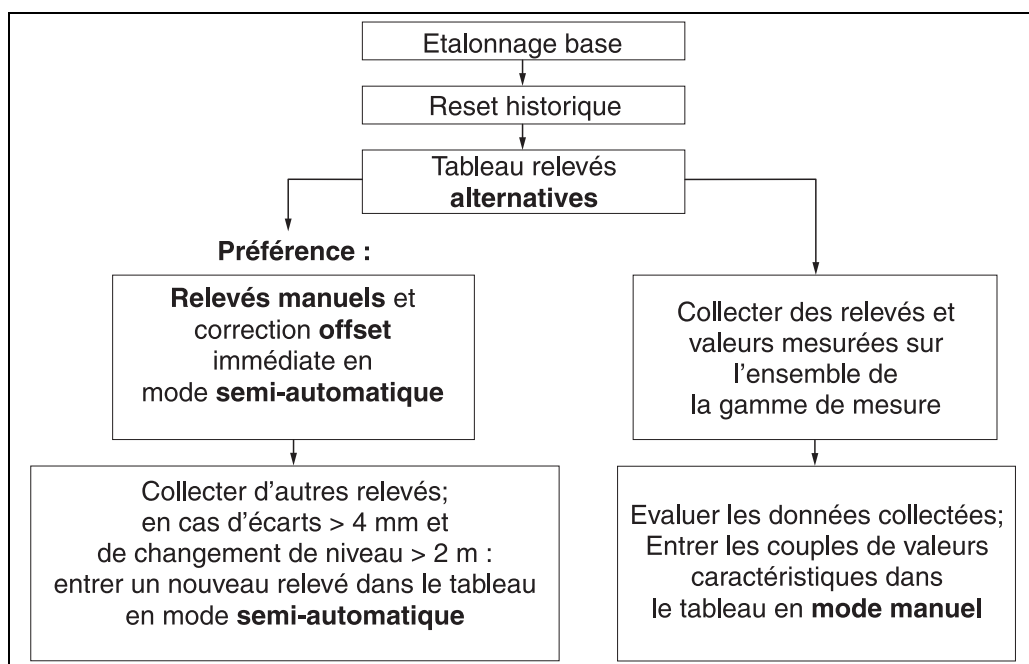 Etalonnage base
Reset historique
Tableau relevés
alternatives
Préférence :
Relevés manuels et
correction offset
immédiate en
mode semi-automatique
Collecter d'autres relevés;
en cas d'écarts > 4 mm et
de changement de niveau > 2 m :
entrer un nouveau relevé dans le tableau
en mode semi-automatique
Collecter des relevés et
valeurs mesurées sur
l'ensemble de
la gamme de mesure
Evaluer les données collectées;
Entrer les couples de valeurs
caractéristiques dans
le tableau en mode manuel